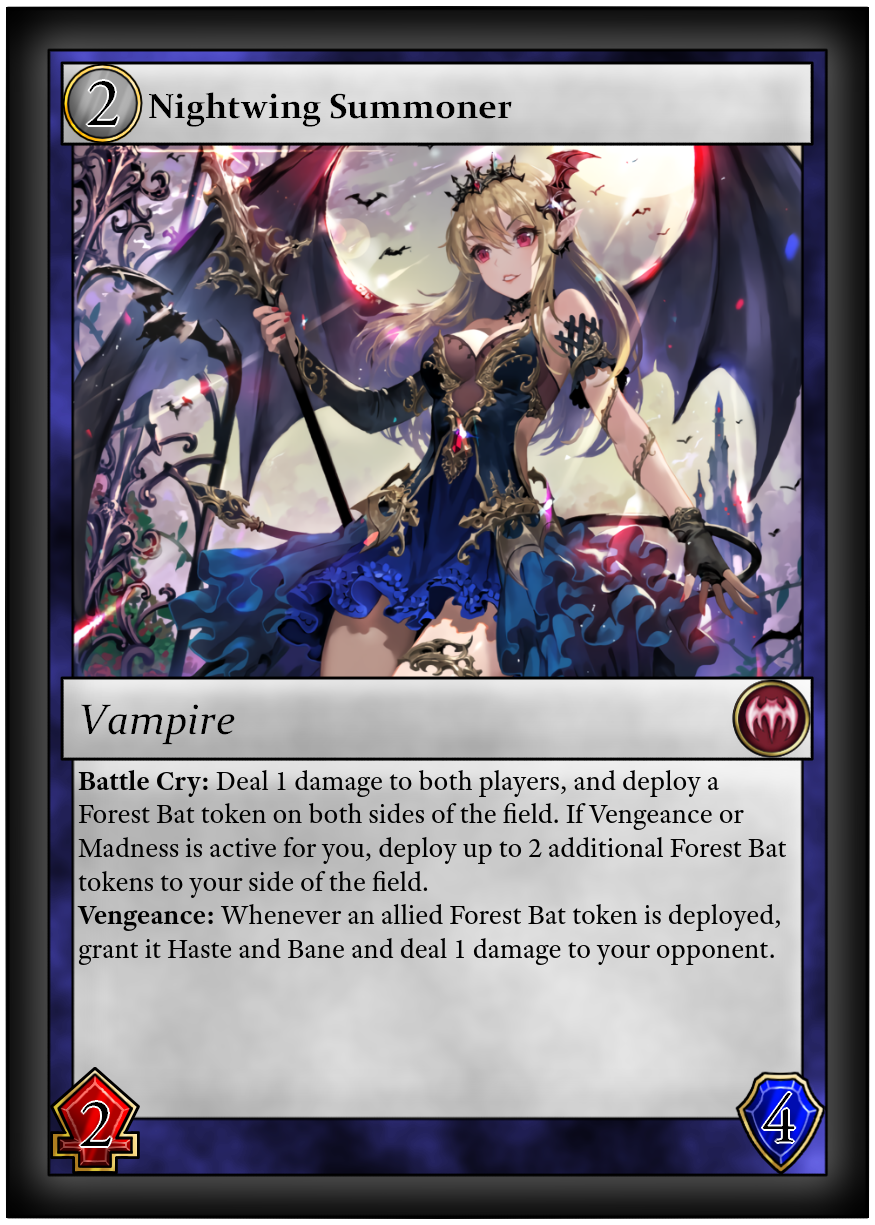 2 Nightwing Summoner
Vampire
Battle Cry: Deal 1 damage to both players, and deploy a
Forest Bat token on both sides of the field. If Vengeance or
Madness is active for you, deploy up to 2 additional Forest Bat
tokens to your side of the field.
Vengeance: Whenever an allied Forest Bat token is deployed,
grant it Haste and Bane and deal 1 damage to your opponent.
2 4